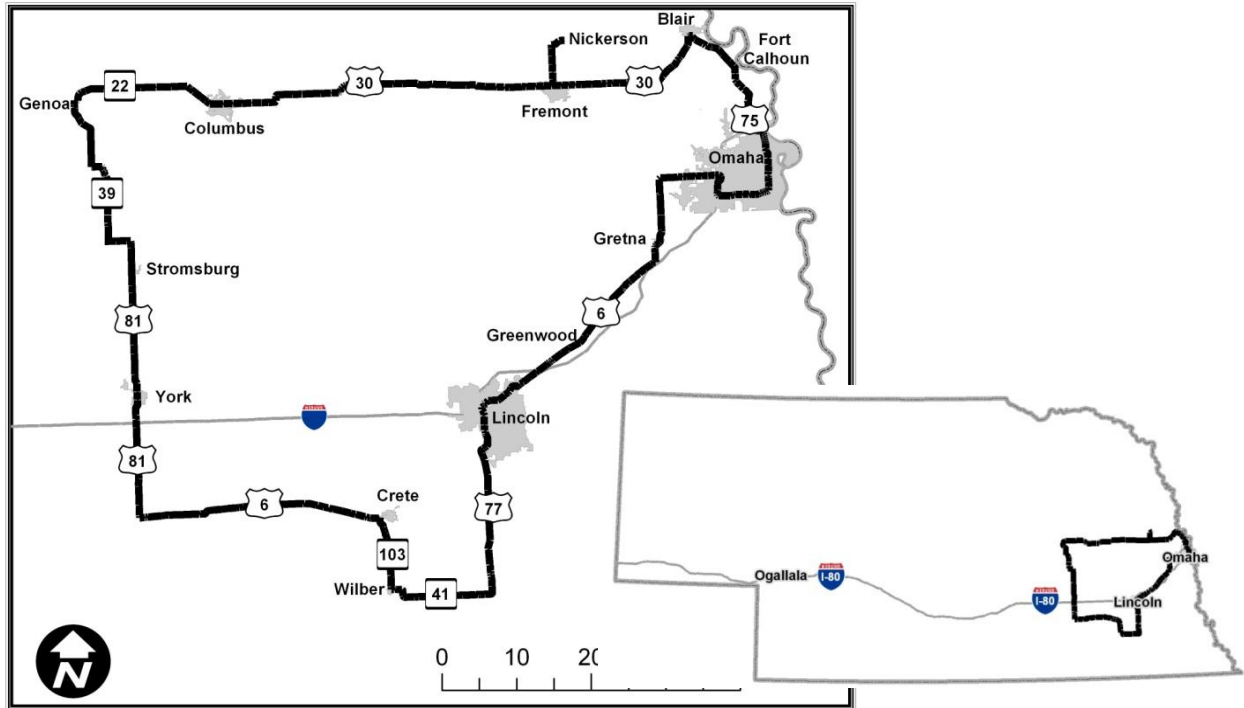 Blair
Nickerson
Fort
Calhoun
22
30
30
Genoa
Columbus
Fremont
75
Omaha
39
Gretna
Stromsburg
81
6
Greenwood
York
Lincoln
81
6
Crete
77
103
Wilber
41
N
0 10
Omaha
Ogallala
I-80
I-80
Lincoln